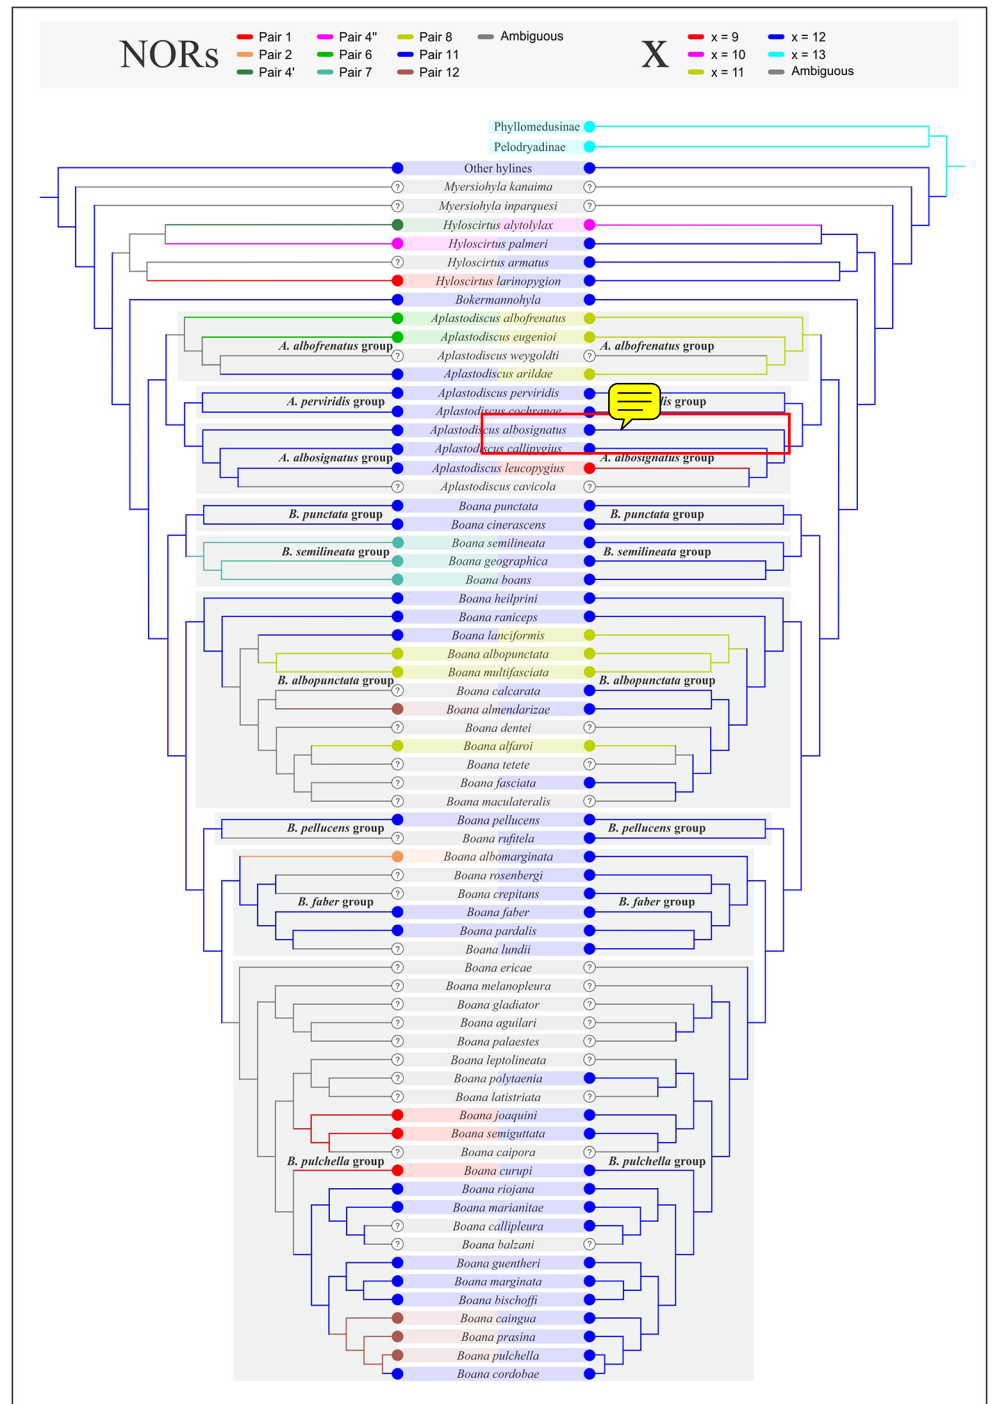 NORs
Pair 1
Pair 2
Pair 4'
Pair 4"
Pair 6
Pair 7
Pair 8
Pair 11
Pair 12
Ambiguous
X
x = 9
x = 10
x = 11
x = 12
x = 13
Ambiguous
Phyllomedusinae
Pelodryadinae
Other hylines
? Myersiohyla kanaima ?
? Myersiohyla inparquesi ?
Hyloscirtus alytolylax
Hyloscirtus palmeri
? Hyloscirtus armatus
Hyloscirtus larinopygion
Bokermannohyla
Aplastodiscus albofrenatus
Aplastodiscus eugenioi
A. albofrenatus group A. albofrenatus group
? Aplastodiscus weygoldti ?
Aplastodiscus arildae
Aplastodiscus perviridis
A. perviridis group lis group
Aplastodiscus cochranae
Aplastodiscus albosignatus
Aplastodiscus callipygius
A. albosignatus group A. albosignatus group
Aplastodiscus leucopygius
? Aplastodiscus cavicola ?
Boana punctata
B. punctata group B. punctata group
Boana cinerascens
Boana semilineata
B. semilineata group B. semilineata group
Boana geographica
Boana boans
Boana heilprini
Boana raniceps
Boana lanciformis
Boana albopunctata
Boana multifasciata
B. albopunctata group B. albopunctata group
? Boana calcarata
Boana almendarizae
? Boana dentei ?
Boana alfaroi
? Boana tetete ?
? Boana fasciata
? Boana maculateralis ?
Boana pellucens
B. pellucens group B. pellucens group
? Boana rufitela
Boana albomarginata
? Boana rosenbergi
? Boana crepitans
B. faber group B. faber group
Boana faber
Boana pardalis
? Boana lundii
? Boana ericae ?
? Boana melanopleura ?
? Boana gladiator ?
? Boana aguilari ?
? Boana palaestes ?
? Boana leptolineata ?
? Boana polytaenia
? Boana latistriata ?
Boana joaquini
Boana semiguttata
? Boana caipora ?
B. pulchella group B. pulchella group
Boana curupi
Boana riojana
Boana marianitae
? Boana callipleura ?
? Boana balzani ?
Boana guentheri
Boana marginata
Boana bischoffi
Boana caingua
Boana prasina
Boana pulchella
Boana cordobae